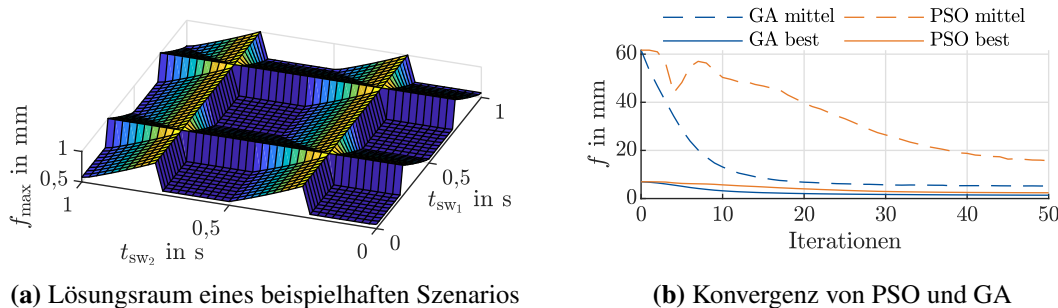 f_max in mm
1
0,5
1
0,5
0
t_sw₂ in s
0
0,5
1
t_sw₁ in s
GA mittel
PSO mittel
GA best
PSO best
f in mm
60
40
20
0
0
10
20
30
40
50
Iterationen
(a) Lösungsraum eines beispielhaften Szenarios
(b) Konvergenz von PSO und GA